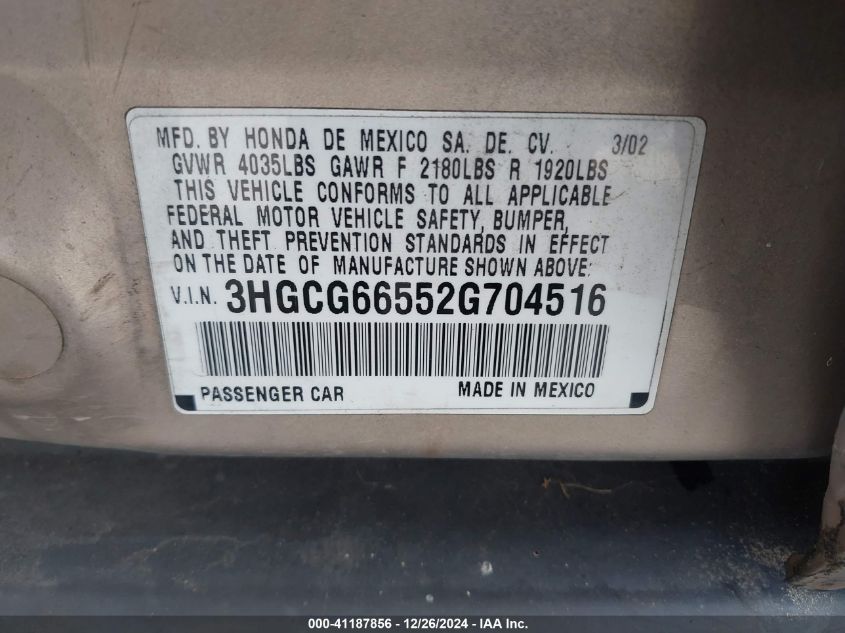 MFD. BY HONDA DE MEXICO SA. DE. CV. 3/02
GVWR 4035LBS GAWR F 2180LBS R 1920LBS
THIS VEHICLE CONFORMS TO ALL APPLICABLE
FEDERAL MOTOR VEHICLE SAFETY, BUMPER,
AND THEFT PREVENTION STANDARDS IN EFFECT
ON THE DATE OF MANUFACTURE SHOWN ABOVE:
V.I.N. 3HGCG66552G704516
PASSENGER CAR MADE IN MEXICO
000-41187856 - 12/26/2024 - IAA Inc.